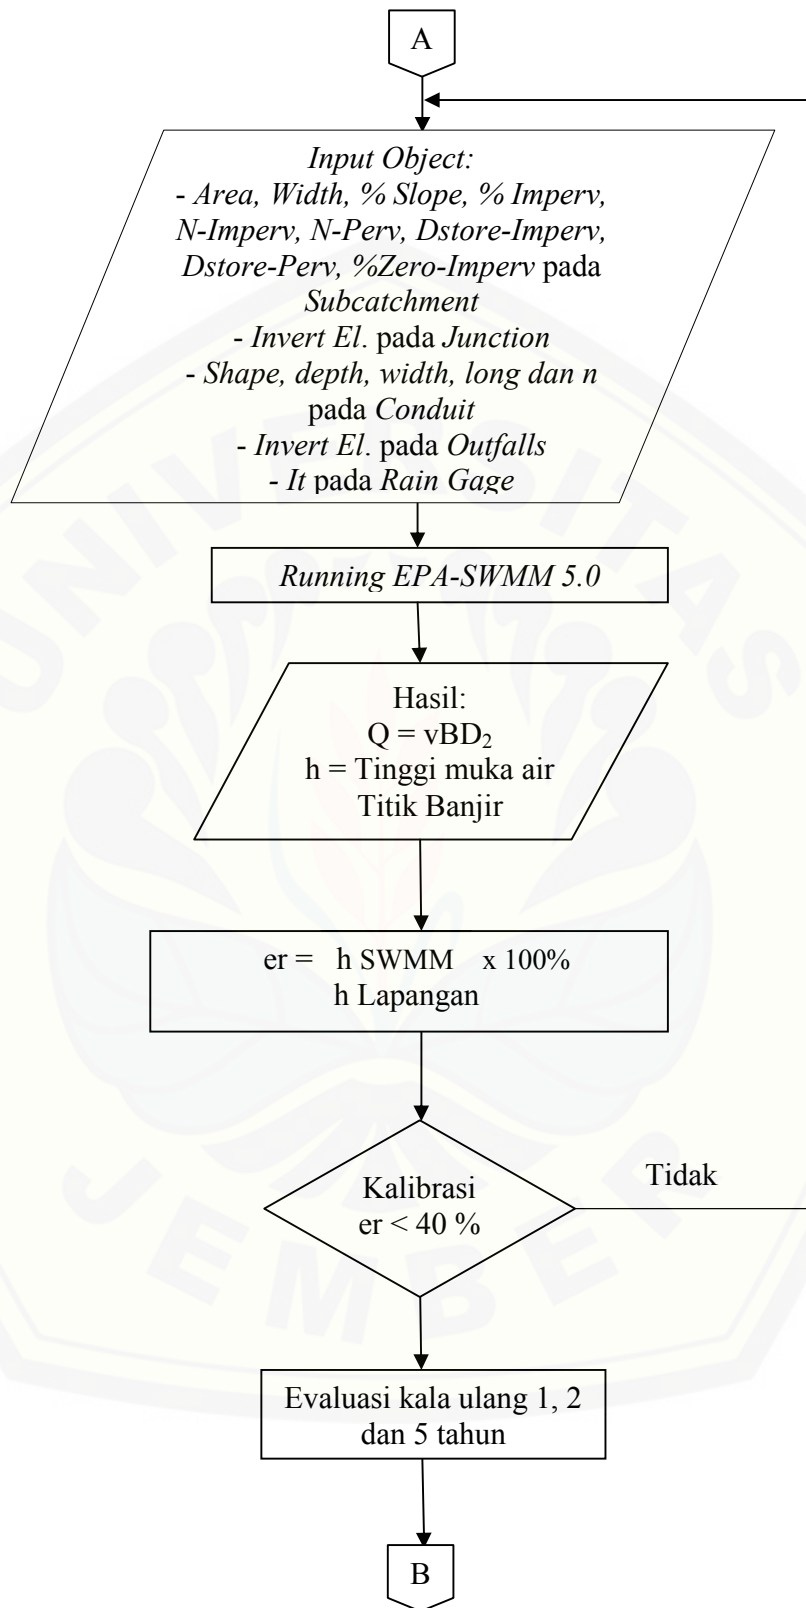 A
Input Object:
- Area, Width, % Slope, % Imperv,
N-Imperv, N-Perv, Dstore-Imperv,
Dstore-Perv, %Zero-Imperv pada
Subcatchment
- Invert El. pada Junction
- Shape, depth, width, long dan n
pada Conduit
- Invert El. pada Outfalls
- It pada Rain Gage
Running EPA-SWMM 5.0
Hasil:
Q = vBD₂
h = Tinggi muka air
Titik Banjir
er = h SWMM x 100%
h Lapangan
Kalibrasi
er < 40 %
Tidak
Evaluasi kala ulang 1, 2
dan 5 tahun
B
UNIVERSITAS
JEMBER